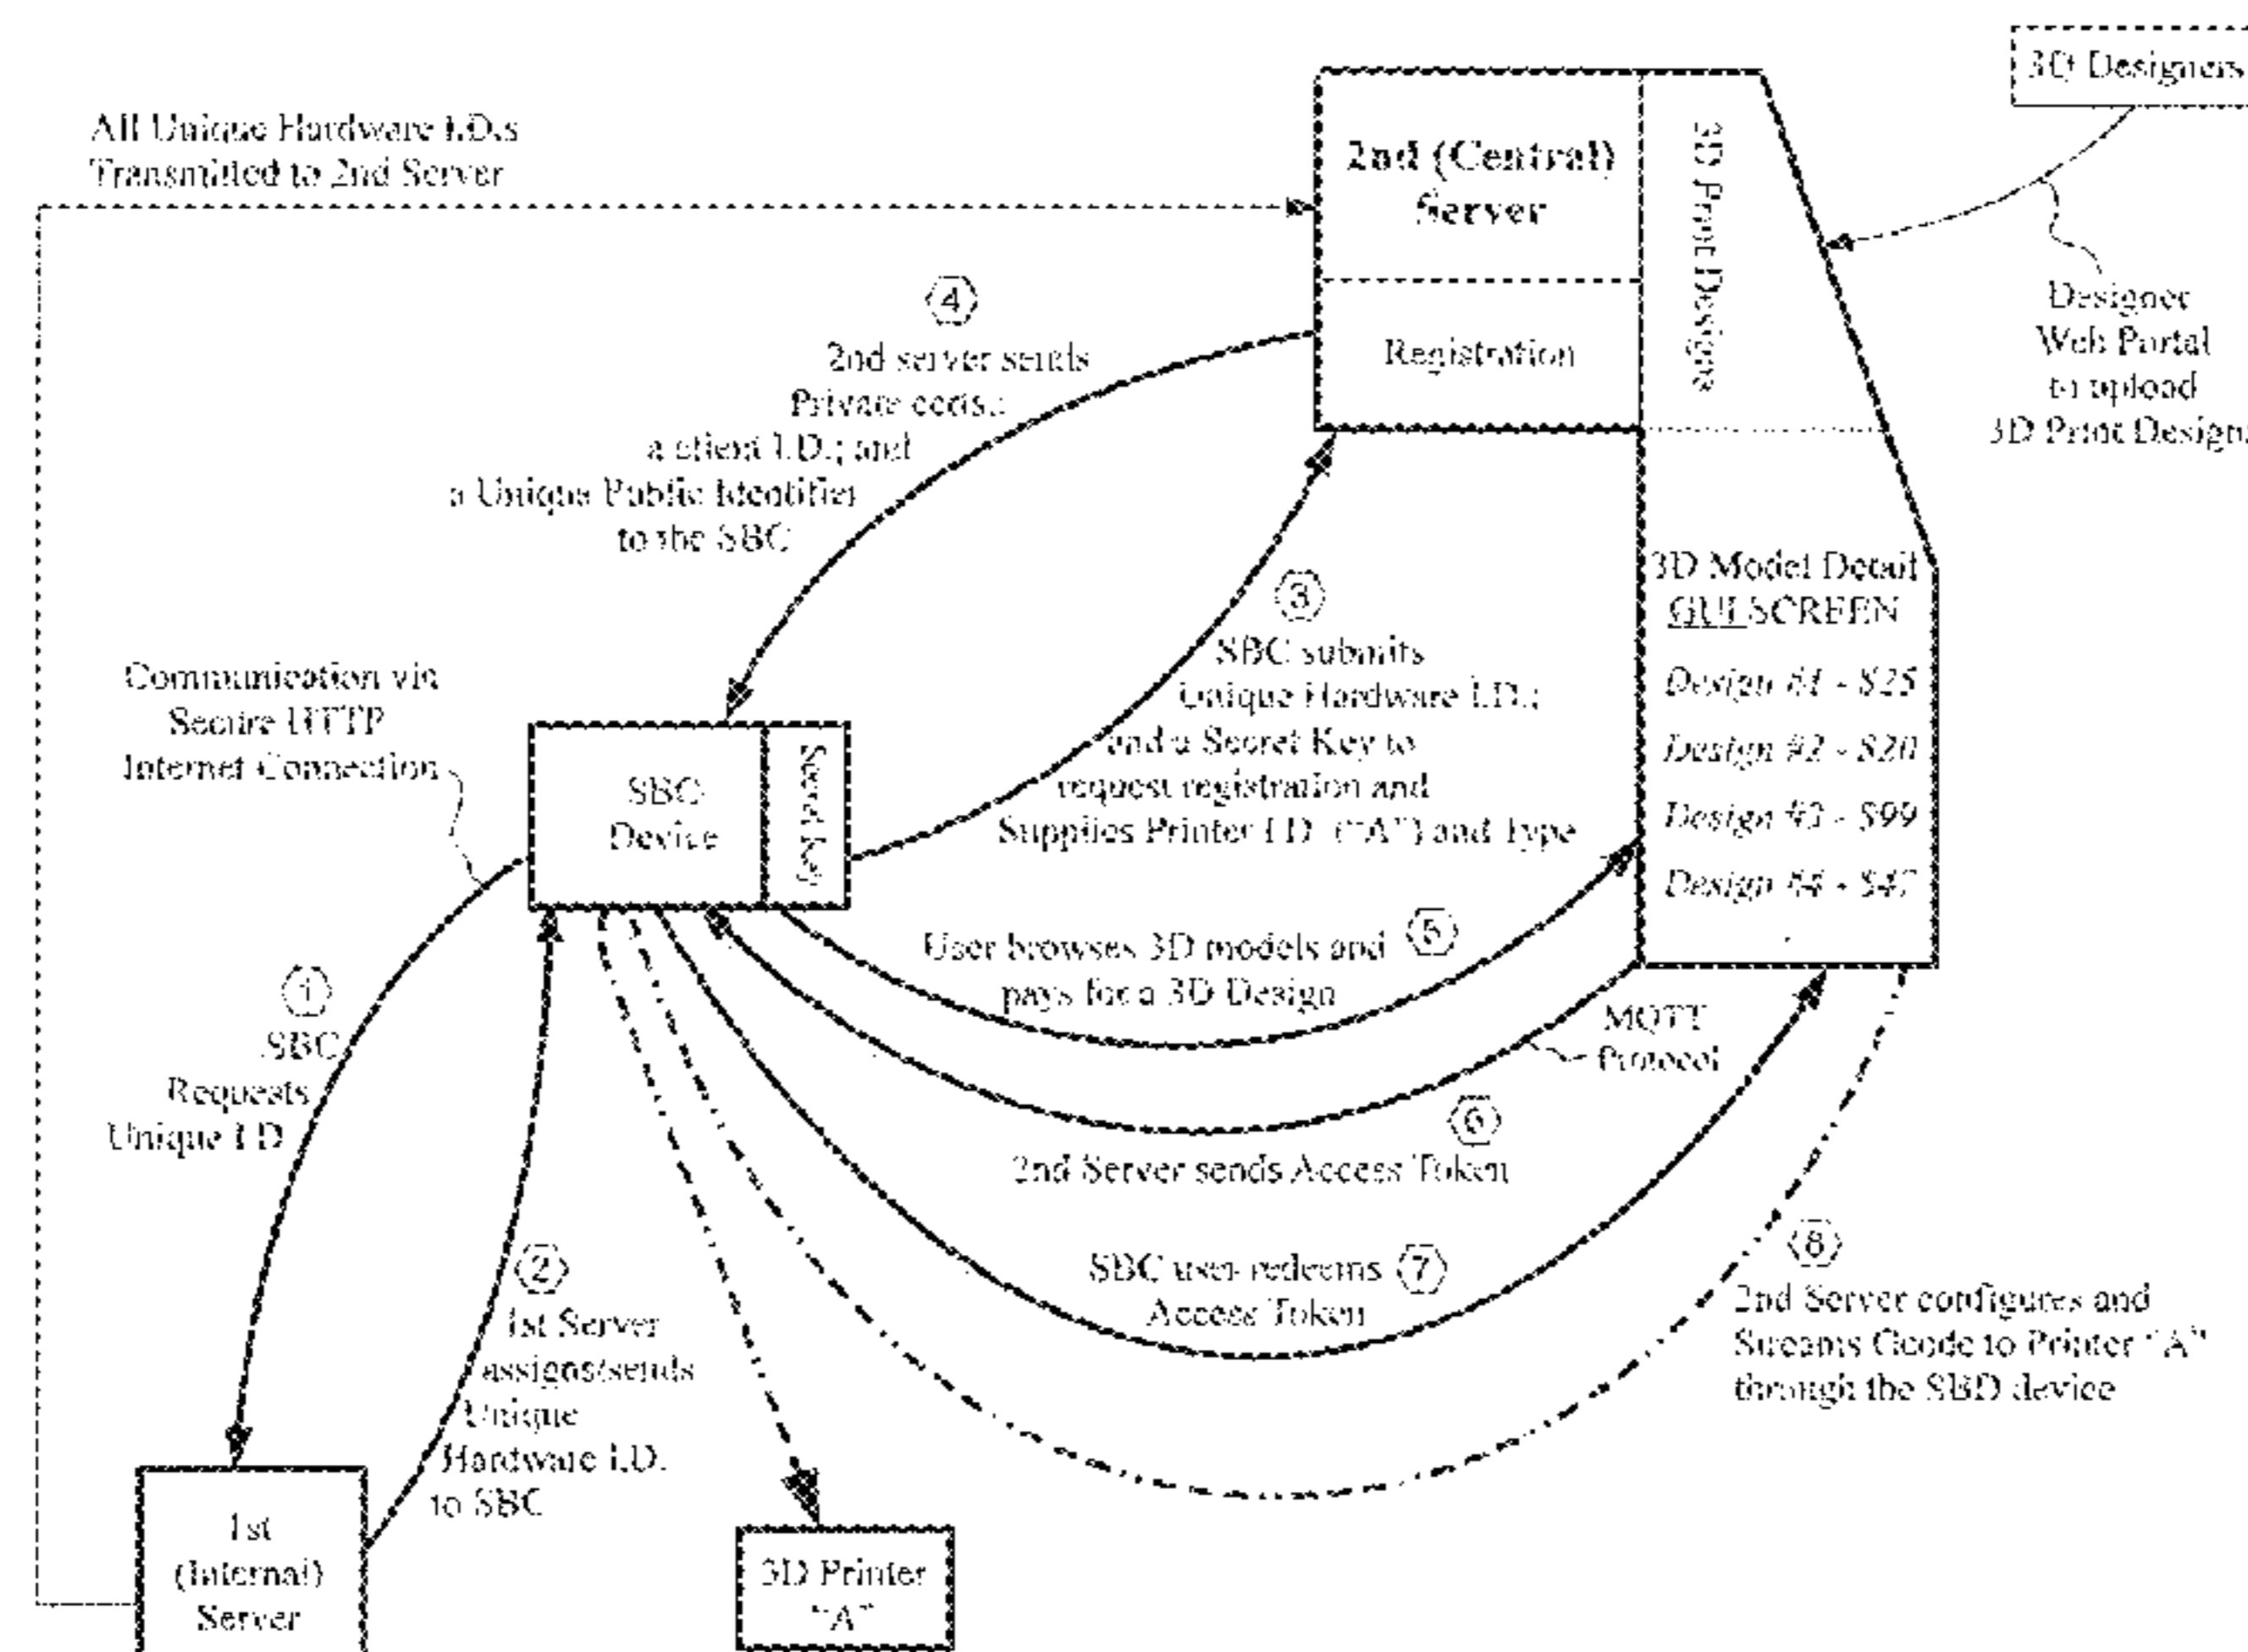 3D Designers
All Unique Hardware I.D.s
Transmitted to 2nd Server
2nd (Central)
Server
3D Print Designs
Registration
Designer
Web Portal
to upload
3D Print Design
4
2nd server sends
Private certs.;
a client I.D.; and
a Unique Public Identifier
to the SBC
3
SBC submits
Unique Hardware I.D.;
and a Secret Key to
request registration and
Supplies Printer I.D. ("A") and Type
3D Model Detail
GUI SCREEN
Design #1 - $25
Design #2 - $20
Design #3 - $99
Design #4 - $47
Communication via
Secure HTTP
Internet Connection
SBC
Device
Secret Key
User browses 3D models and
pays for a 3D Design
5
MQTT
Protocol
1
SBC
Requests
Unique I.D.
6
2nd Server sends Access Token
2
1st Server
assigns/sends
Unique
Hardware I.D.
to SBC
SBC user redeems
Access Token
7
8
2nd Server configures and
Streams Gcode to Printer "A"
through the SBD device
1st
(Internal)
Server
3D Printer
"A"